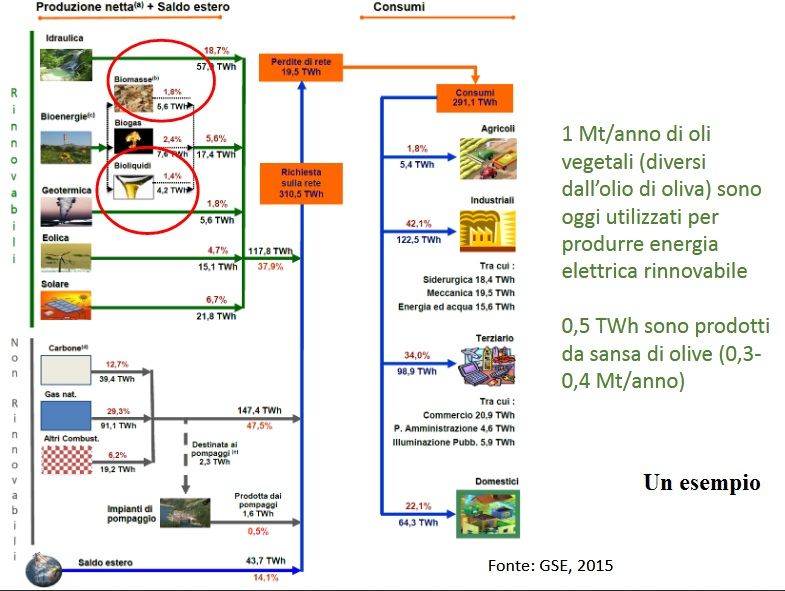 Produzione netta(a) + Saldo estero
Consumi
Rinnovabili
Idraulica
18,7%
TWh
Biomasse(b)
1,8%
5,6 TWh
Bioenergie(c)
Biogas
2,4%
7,6 TWh
5,6%
17,4 TWh
Bioliquidi
1,4%
4,2 TWh
Geotermica
1,8%
5,6 TWh
Eolica
4,7%
15,1 TWh
117,8 TWh
37,9%
Solare
6,7%
21,8 TWh
Non Rinnovabili
Carbone(d)
12,7%
39,4 TWh
Gas nat.
29,3%
91,1 TWh
147,4 TWh
47,5%
Altri Combust.
6,2%
19,2 TWh
Destinata ai
pompaggi (e)
2,3 TWh
Impianti di
pompaggio
Prodotta dai
pompaggi
1,6 TWh
0,5%
Saldo estero
43,7 TWh
14,1%
Perdite di rete
19,5 TWh
Richiesta
sulla rete
310,5 TWh
Consumi
291,1 TWh
Agricoli
1,8%
5,4 TWh
Industriali
42,1%
122,5 TWh
Tra cui :
Siderurgica 18,4 TWh
Meccanica 19,5 TWh
Energia ed acqua 15,6 TWh
Terziario
34,0%
98,9 TWh
Tra cui :
Commercio 20,9 TWh
P. Amministrazione 4,6 TWh
Illuminazione Pubb. 5,9 TWh
Domestici
22,1%
64,3 TWh
1 Mt/anno di oli
vegetali (diversi
dall'olio di oliva) sono
oggi utilizzati per
produrre energia
elettrica rinnovabile
0,5 TWh sono prodotti
da sansa di olive (0,3-
0,4 Mt/anno)
Un esempio
Fonte: GSE, 2015